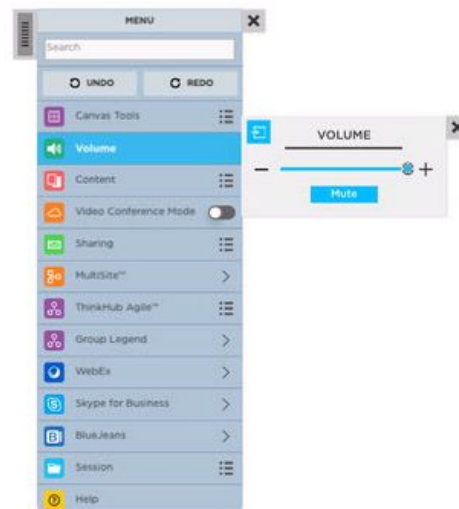 MENU
Search
UNDO
REDO
Canvas Tools
Volume
Content
Video Conference Mode
Sharing
MultiSite™
ThinkHub Agile™
Group Legend
WebEx
Skype for Business
BlueJeans
Session
Help
VOLUME
Mute